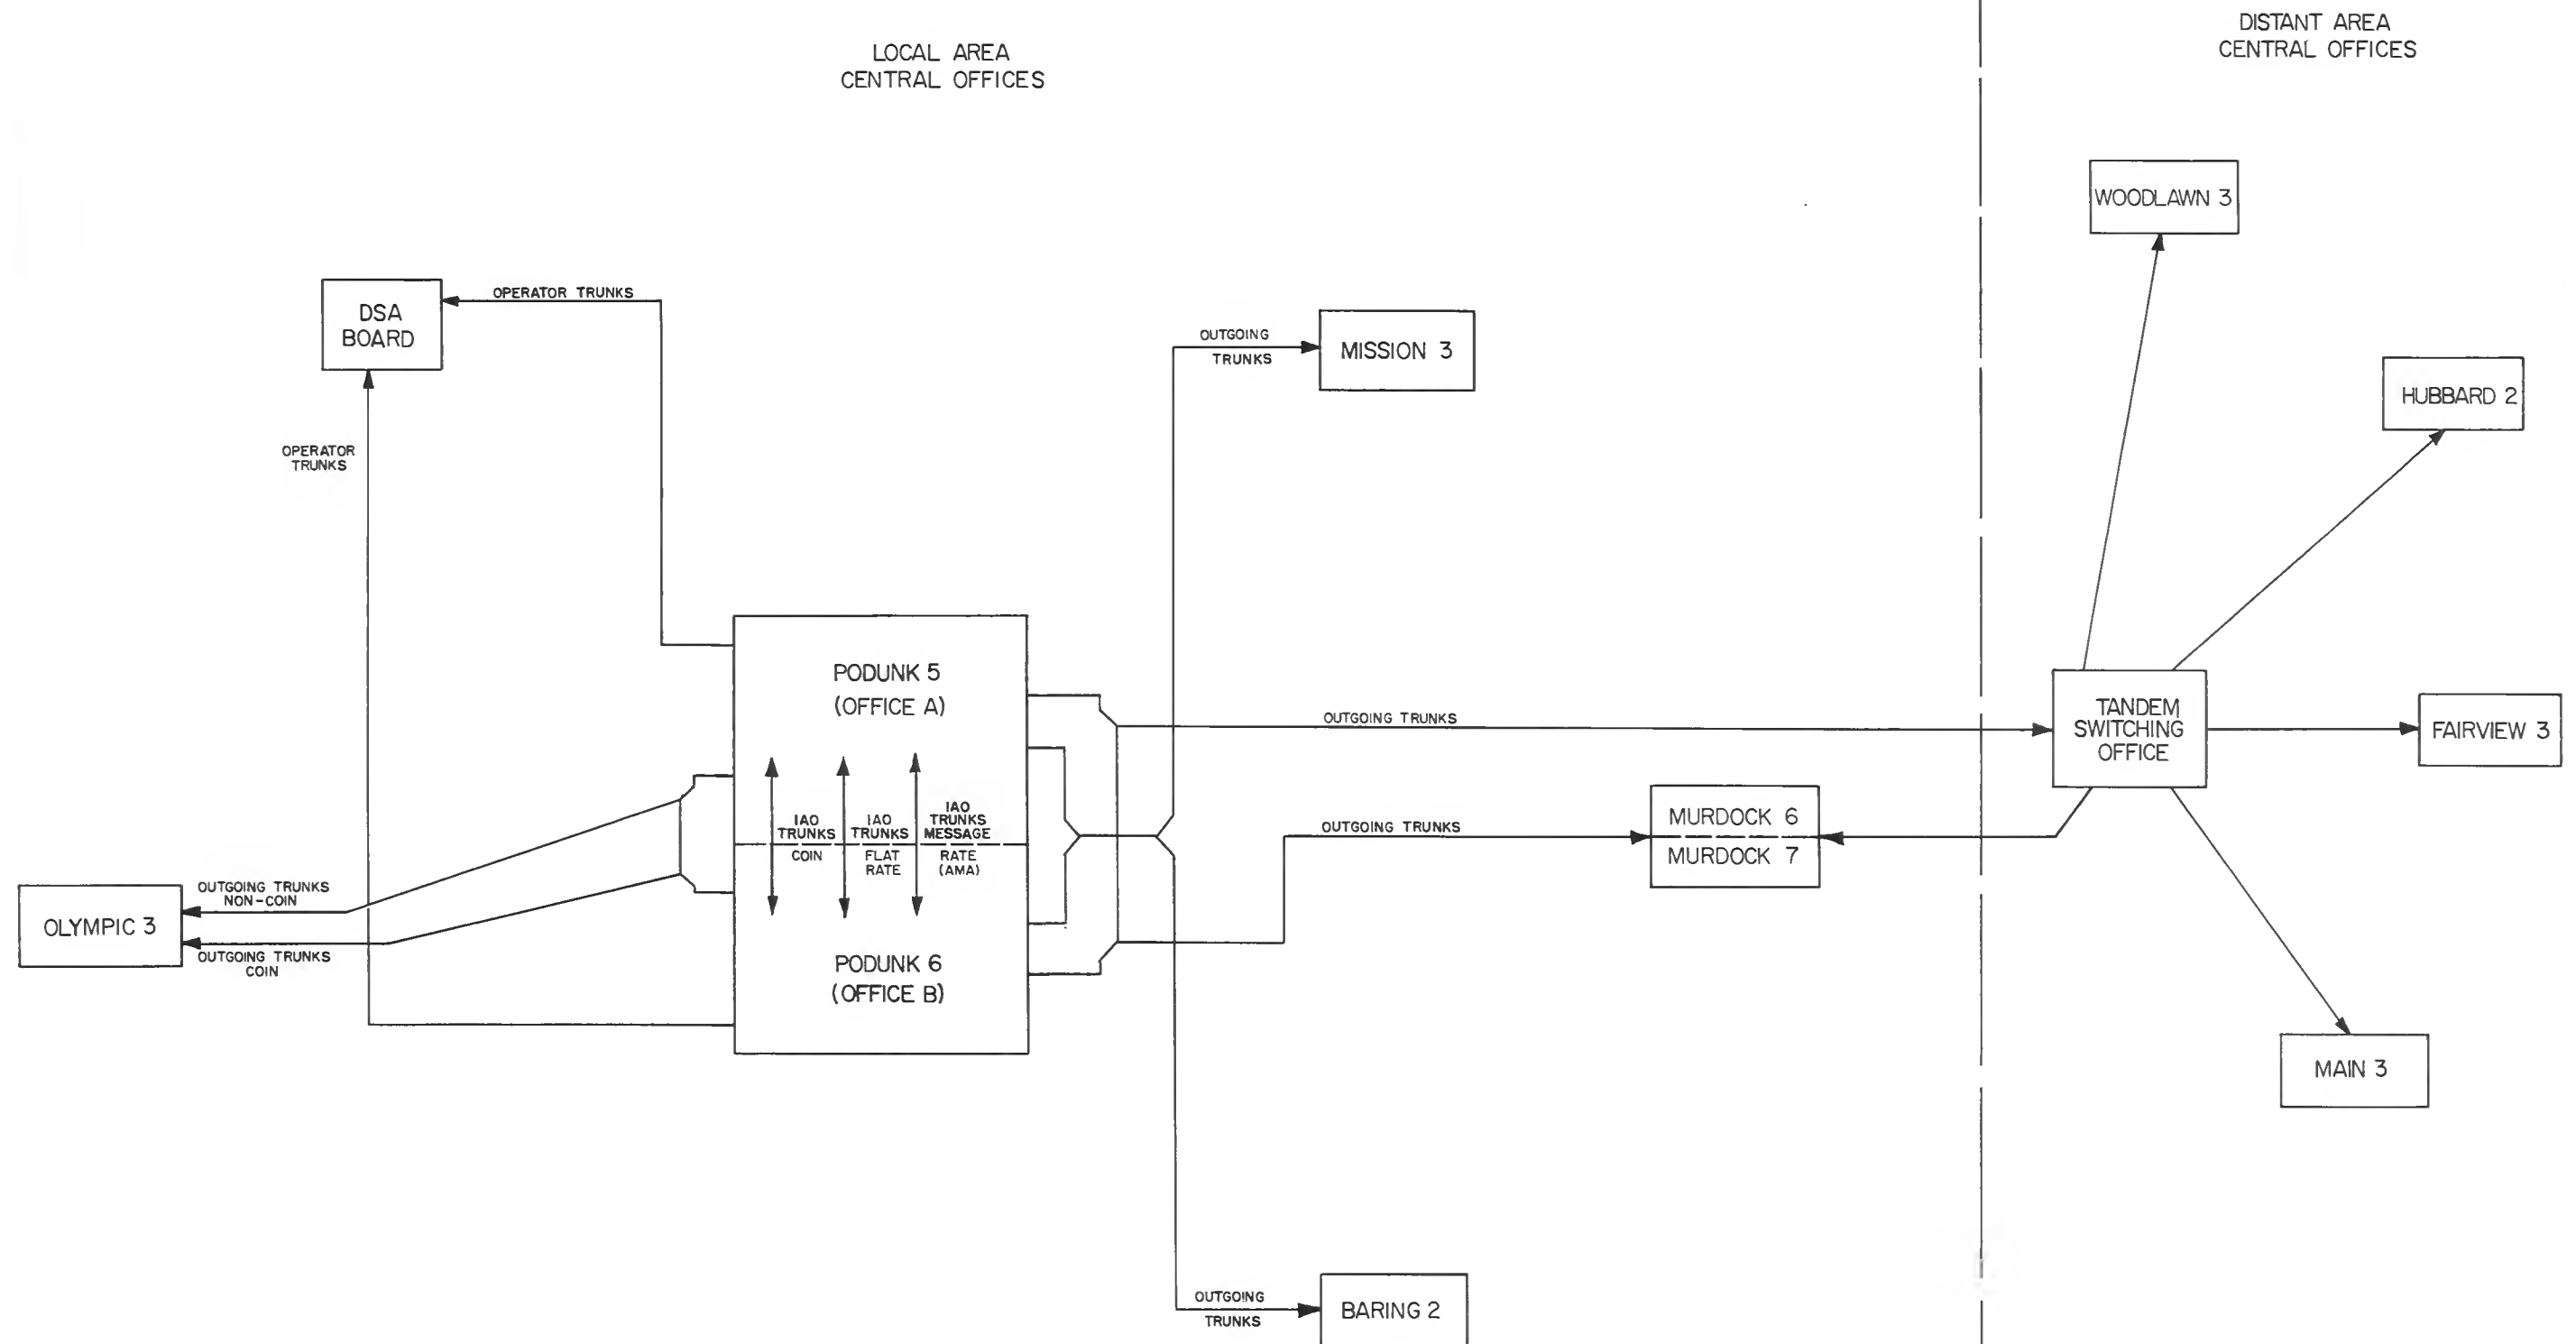 LOCAL AREA
CENTRAL OFFICES
DISTANT AREA
CENTRAL OFFICES
WOODLAWN 3
DSA
BOARD
OPERATOR TRUNKS
OPERATOR
TRUNKS
OUTGOING
TRUNKS
MISSION 3
HUBBARD 2
PODUNK 5
(OFFICE A)
IAO
TRUNKS
COIN
IAO
TRUNKS
FLAT
RATE
IAO
TRUNKS
MESSAGE
RATE
(AMA)
PODUNK 6
(OFFICE B)
OUTGOING TRUNKS
TANDEM
SWITCHING
OFFICE
FAIRVIEW 3
OUTGOING TRUNKS
MURDOCK 6
MURDOCK 7
OUTGOING TRUNKS
NON-COIN
OLYMPIC 3
OUTGOING TRUNKS
COIN
MAIN 3
OUTGOING
TRUNKS
BARING 2